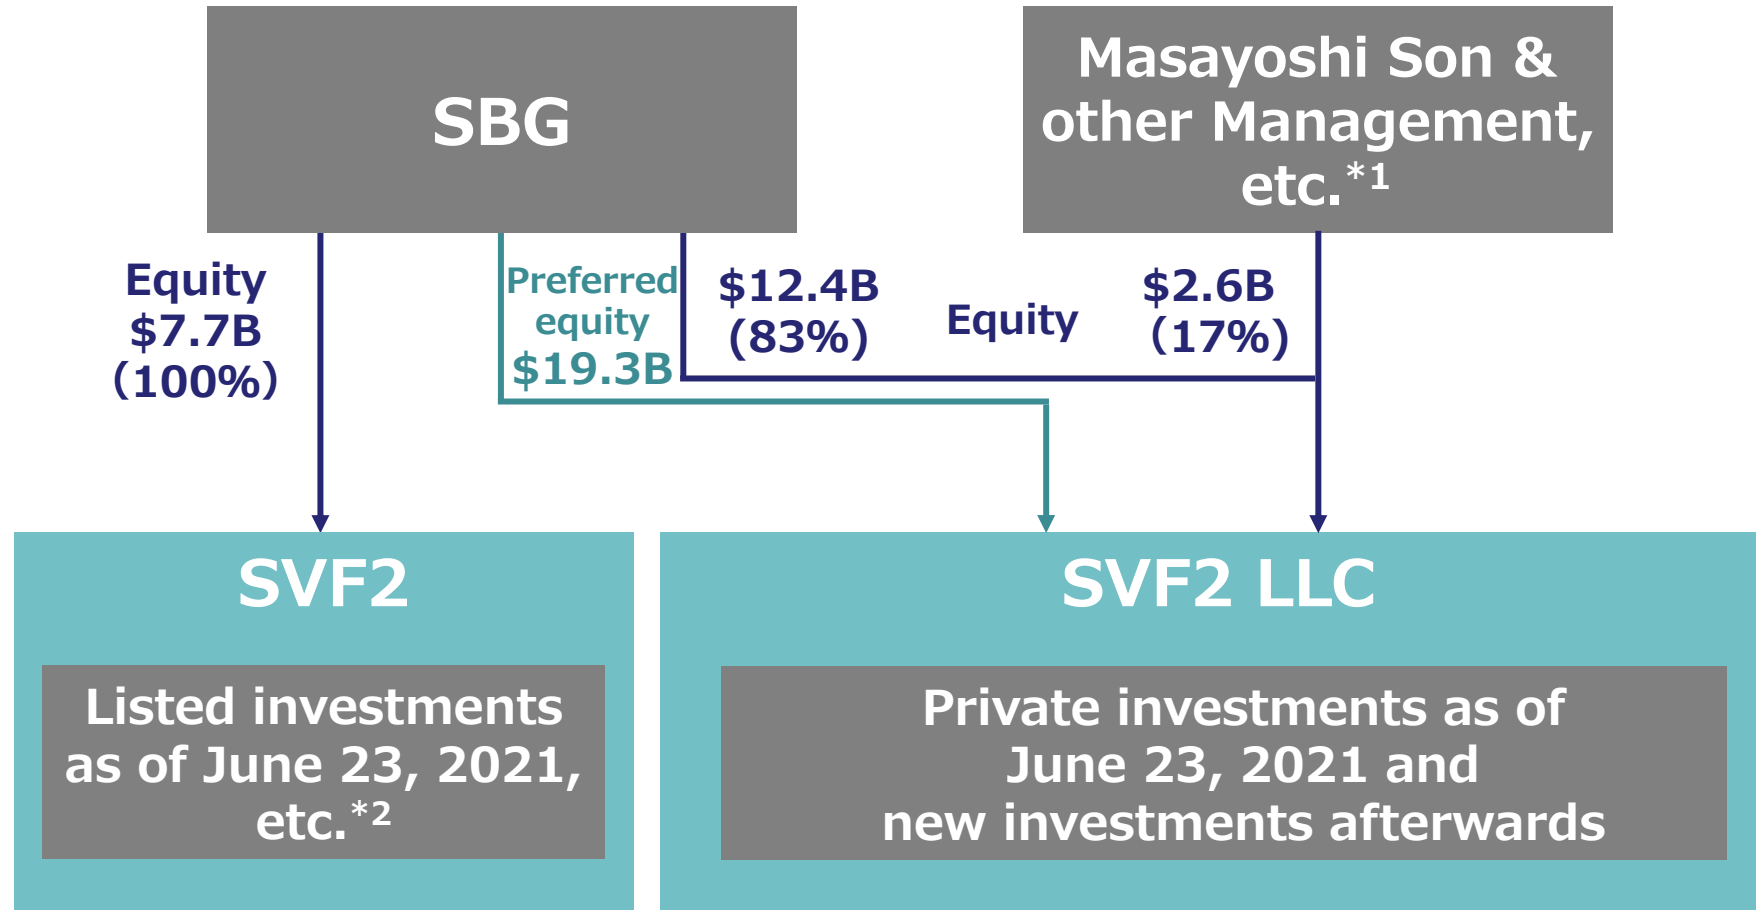 SBG
Masayoshi Son &
other Management,
etc.*1
Equity
$7.7B
(100%)
Preferred
equity
$19.3B
$12.4B
(83%)
Equity
$2.6B
(17%)
SVF2
Listed investments
as of June 23, 2021,
etc.*2
SVF2 LLC
Private investments as of
June 23, 2021 and
new investments afterwards